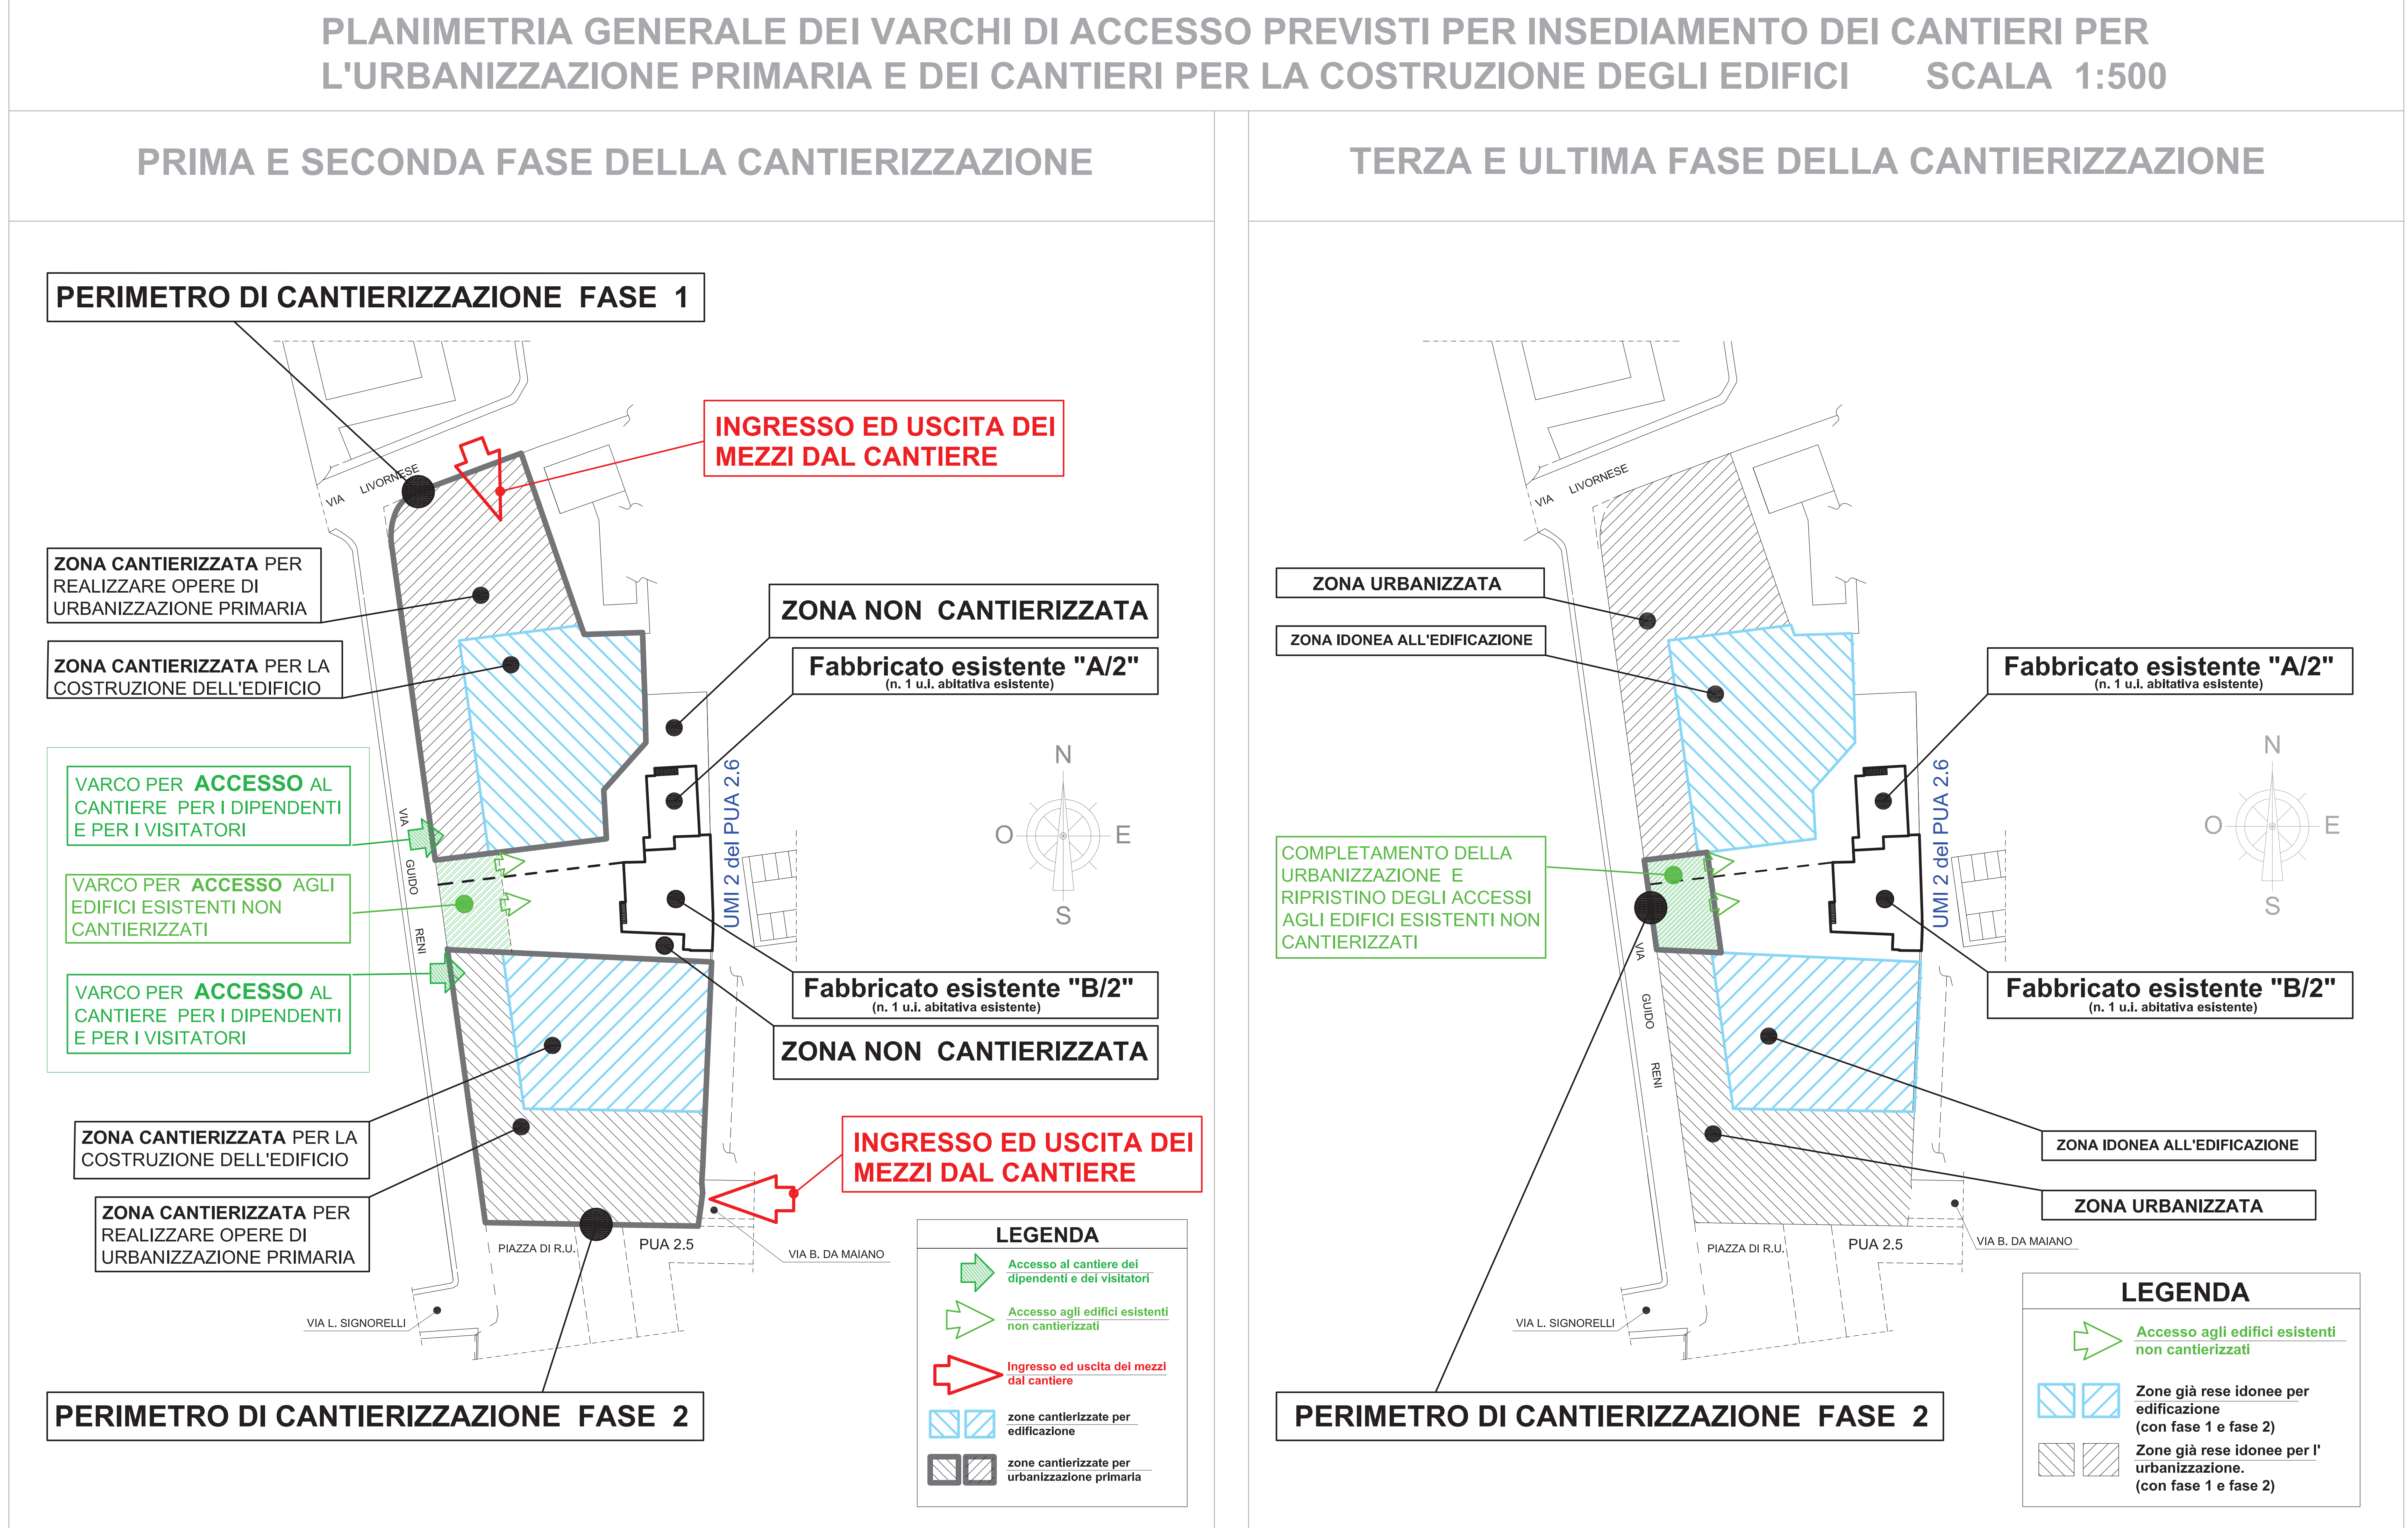 PLANIMETRIA GENERALE DEI VARCHI DI ACCESSO PREVISTI PER INSEDIAMENTO DEI CANTIERI PER
L'URBANIZZAZIONE PRIMARIA E DEI CANTIERI PER LA COSTRUZIONE DEGLI EDIFICI SCALA 1:500
PRIMA E SECONDA FASE DELLA CANTIERIZZAZIONE
PERIMETRO DI CANTIERIZZAZIONE FASE 1
INGRESSO ED USCITA DEI
MEZZI DAL CANTIERE
VIA LIVORNESE
ZONA CANTIERIZZATA PER
REALIZZARE OPERE DI
URBANIZZAZIONE PRIMARIA
ZONA NON CANTIERIZZATA
ZONA CANTIERIZZATA PER LA
COSTRUZIONE DELL'EDIFICIO
Fabbricato esistente "A/2"
(n. 1 u.i. abitativa esistente)
VARCO PER ACCESSO AL
CANTIERE PER I DIPENDENTI
E PER I VISITATORI
VIA GUIDO RENI
UMI 2 del PUA 2.6
N
O
E
S
VARCO PER ACCESSO AGLI
EDIFICI ESISTENTI NON
CANTIERIZZATI
VARCO PER ACCESSO AL
CANTIERE PER I DIPENDENTI
E PER I VISITATORI
Fabbricato esistente "B/2"
(n. 1 u.i. abitativa esistente)
ZONA NON CANTIERIZZATA
ZONA CANTIERIZZATA PER LA
COSTRUZIONE DELL'EDIFICIO
INGRESSO ED USCITA DEI
MEZZI DAL CANTIERE
ZONA CANTIERIZZATA PER
REALIZZARE OPERE DI
URBANIZZAZIONE PRIMARIA
PIAZZA DI R.U.
PUA 2.5
VIA B. DA MAIANO
VIA L. SIGNORELLI
PERIMETRO DI CANTIERIZZAZIONE FASE 2
LEGENDA
Accesso al cantiere dei
dipendenti e dei visitatori
Accesso agli edifici esistenti
non cantierizzati
Ingresso ed uscita dei mezzi
dal cantiere
zone cantierizzate per
edificazione
zone cantierizzate per
urbanizzazione primaria
TERZA E ULTIMA FASE DELLA CANTIERIZZAZIONE
VIA LIVORNESE
ZONA URBANIZZATA
ZONA IDONEA ALL'EDIFICAZIONE
Fabbricato esistente "A/2"
(n. 1 u.i. abitativa esistente)
UMI 2 del PUA 2.6
N
O
E
S
COMPLETAMENTO DELLA
URBANIZZAZIONE E
RIPRISTINO DEGLI ACCESSI
AGLI EDIFICI ESISTENTI NON
CANTIERIZZATI
VIA GUIDO RENI
Fabbricato esistente "B/2"
(n. 1 u.i. abitativa esistente)
ZONA IDONEA ALL'EDIFICAZIONE
ZONA URBANIZZATA
PIAZZA DI R.U.
PUA 2.5
VIA B. DA MAIANO
VIA L. SIGNORELLI
PERIMETRO DI CANTIERIZZAZIONE FASE 2
LEGENDA
Accesso agli edifici esistenti
non cantierizzati
Zone già rese idonee per
edificazione
(con fase 1 e fase 2)
Zone già rese idonee per l'
urbanizzazione.
(con fase 1 e fase 2)